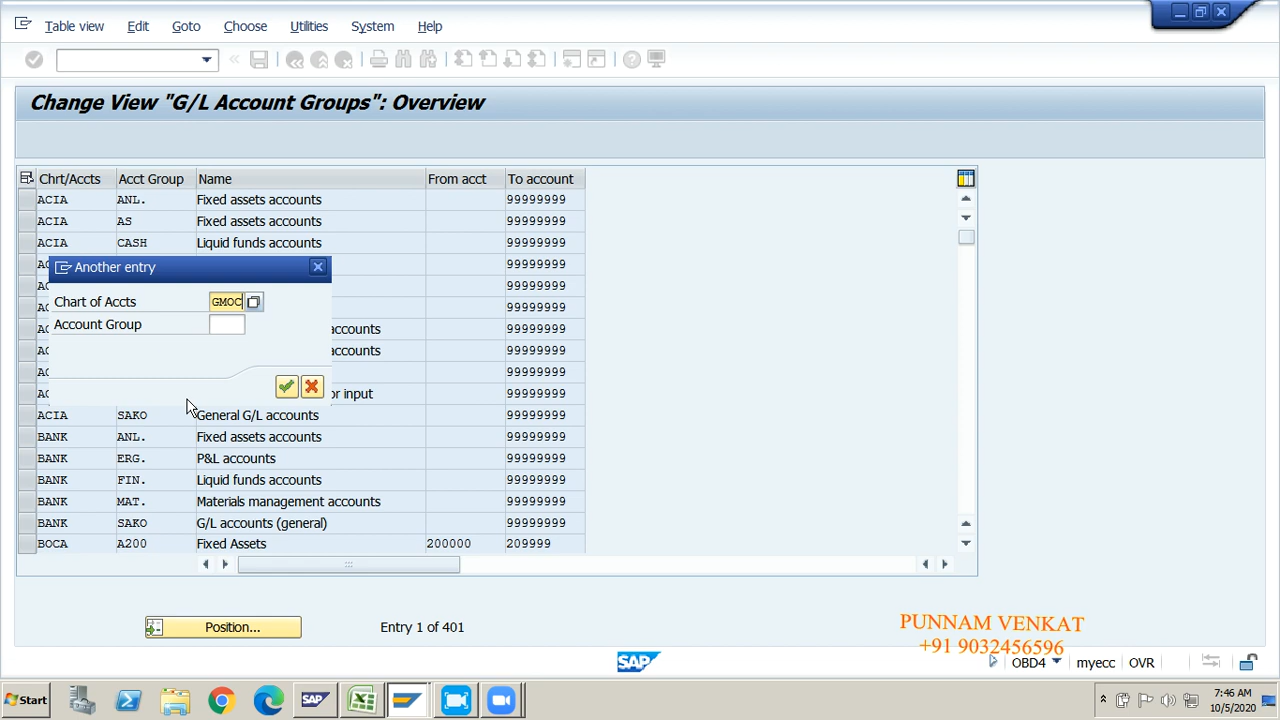 Table view Edit Goto Choose Utilities System Help
Change View "G/L Account Groups": Overview
Chrt/Accts Acct Group Name From acct To account
ACIA ANL. Fixed assets accounts 99999999
ACIA AS Fixed assets accounts 99999999
ACIA CASH Liquid funds accounts 99999999
99999999
Another entry
99999999
Chart of Accts GMOC
99999999
Account Group
accounts 99999999
accounts 99999999
99999999
or input 99999999
ACIA SAKO General G/L accounts 99999999
BANK ANL. Fixed assets accounts 99999999
BANK ERG. P&L accounts 99999999
BANK FIN. Liquid funds accounts 99999999
BANK MAT. Materials management accounts 99999999
BANK SAKO G/L accounts (general) 99999999
BOCA A200 Fixed Assets 200000 209999
Position... Entry 1 of 401
PUNNAM VENKAT
+91 9032456596
SAP OBD4 myecc OVR
Start SAP 7:46 AM
10/5/2020